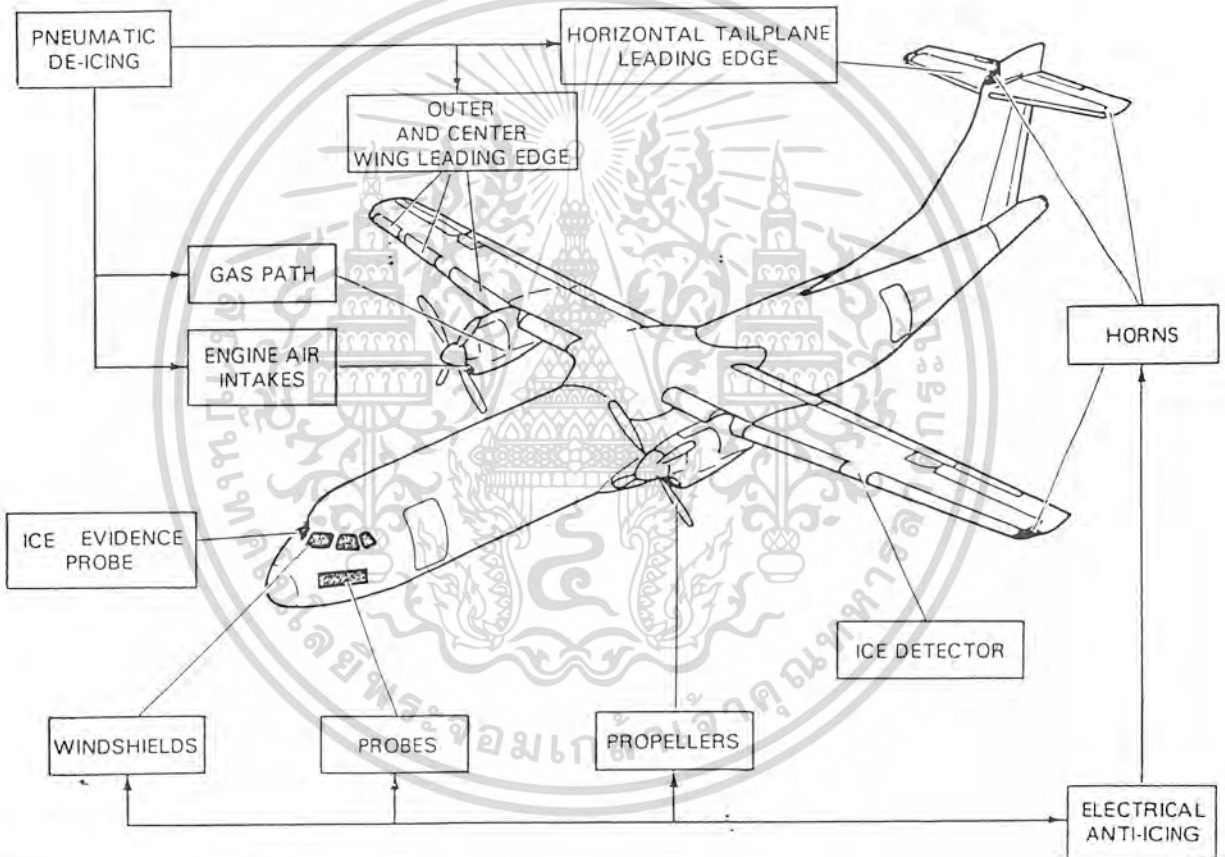 PNEUMATIC
DE-ICING
HORIZONTAL TAILPLANE
LEADING EDGE
OUTER
AND CENTER
WING LEADING EDGE
GAS PATH
ENGINE AIR
INTAKES
HORNS
ICE EVIDENCE
PROBE
ICE DETECTOR
WINDSHIELDS
PROBES
PROPELLERS
ELECTRICAL
ANTI-ICING